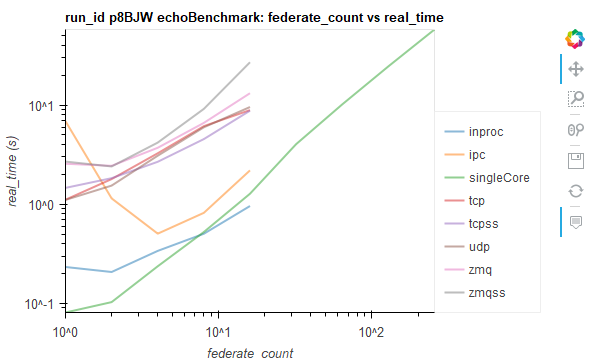 run_id p8BJW echoBenchmark: federate_count vs real_time
real_time (s)
10^1
10^0
10^-1
10^0
10^1
10^2
federate_count
inproc
ipc
singleCore
tcp
tcpss
udp
zmq
zmqss